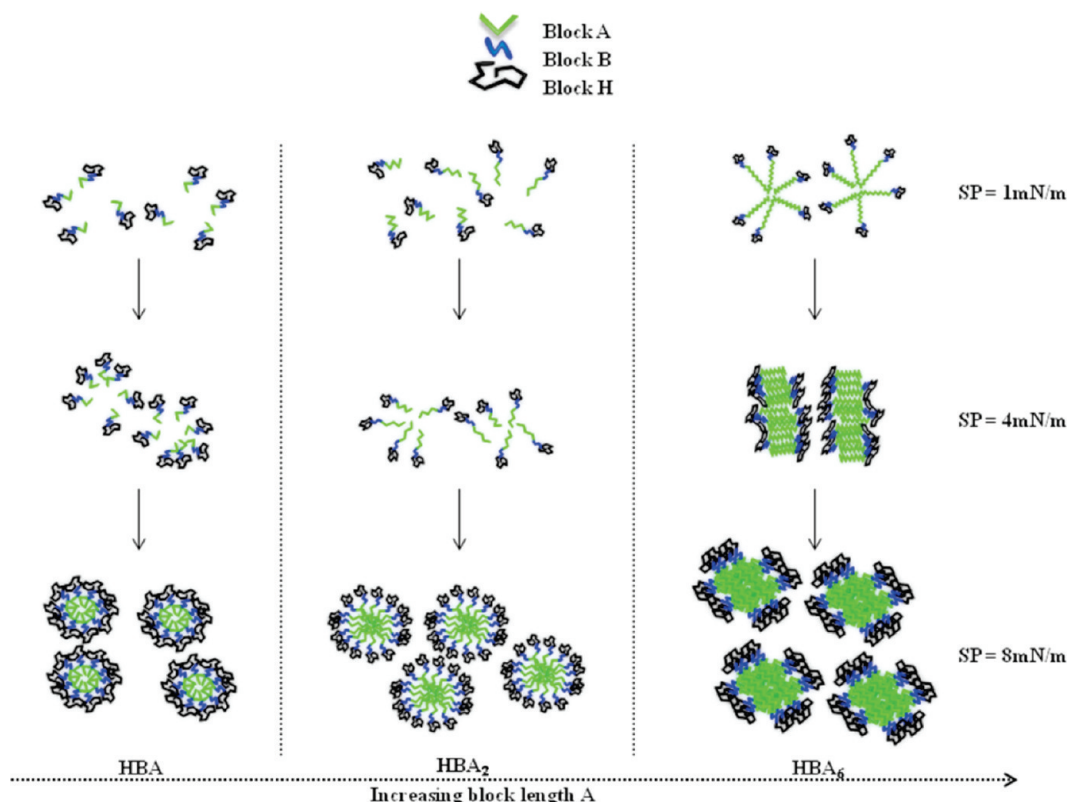 Block A
Block B
Block H
SP = 1mN/m
SP = 4mN/m
SP = 8mN/m
HBA
HBA₂
HBA₆
Increasing block length A